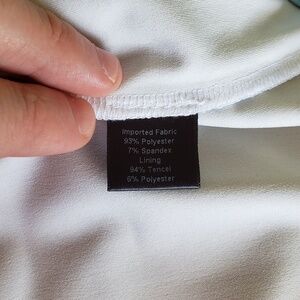 Imported Fabric
93% Polyester
7% Spandex
Lining
94% Tencel
6% Polyester